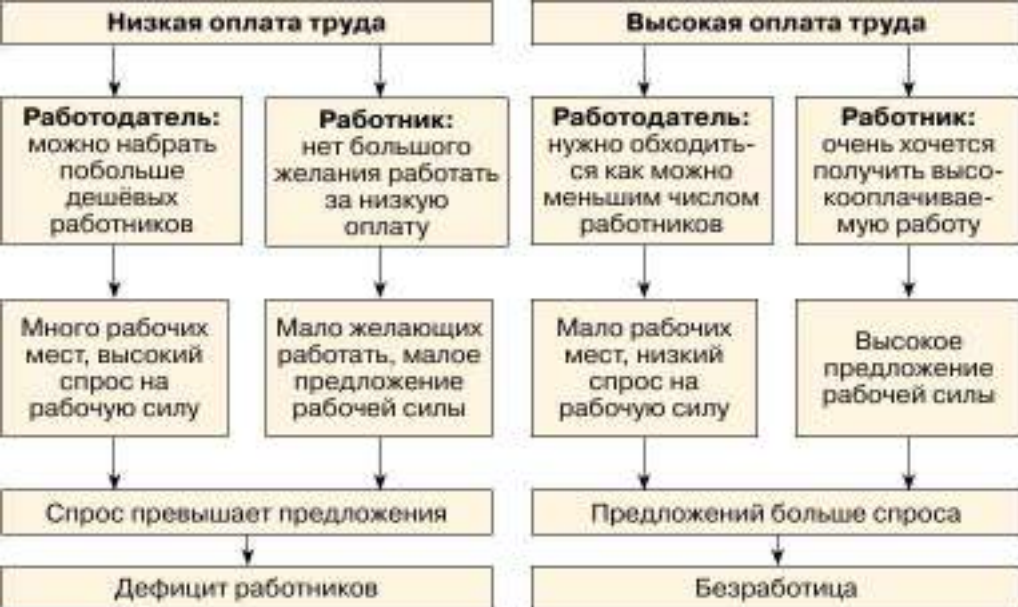 Низкая оплата труда
Высокая оплата труда
Работодатель:
можно набрать
побольше
дешёвых
работников
Работник:
нет большого
желания работать
за низкую
оплату
Работодатель:
нужно обходить-
ся как можно
меньшим числом
работников
Работник:
очень хочется
получить высо-
кооплачивае-
мую работу
Много рабочих
мест, высокий
спрос на
рабочую силу
Мало желающих
работать, малое
предложение
рабочей силы
Мало рабочих
мест, низкий
спрос на
рабочую силу
Высокое
предложение
рабочей силы
Спрос превышает предложения
Предложений больше спроса
Дефицит работников
Безработица